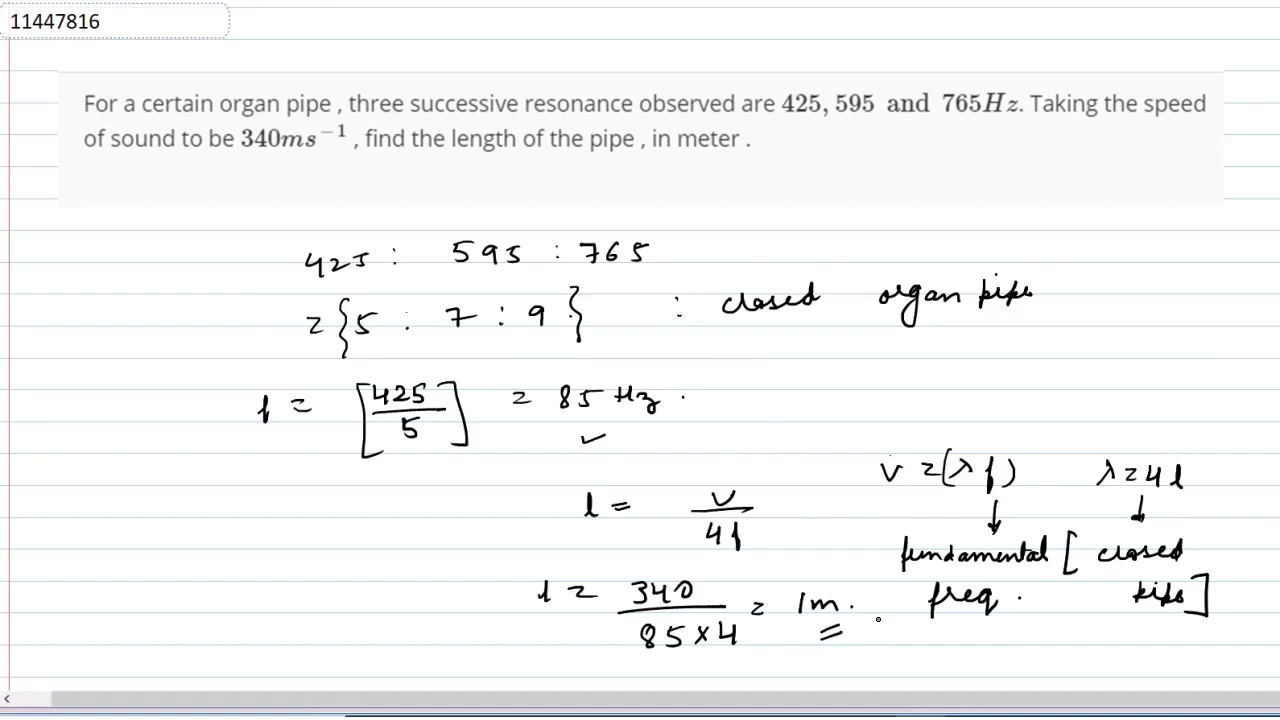 11447816
For a certain organ pipe , three successive resonance observed are 425, 595 and 765Hz. Taking the speed
of sound to be 340ms⁻¹ , find the length of the pipe , in meter .
425 : 595 : 765
= {5 : 7 : 9} : closed organ pipe
f = [425/5] = 85 Hz .
v = (λ f) λ = 4l
l = v/4f
fundamental [ closed
freq . pipe ]
l = 340/85×4 = 1m .